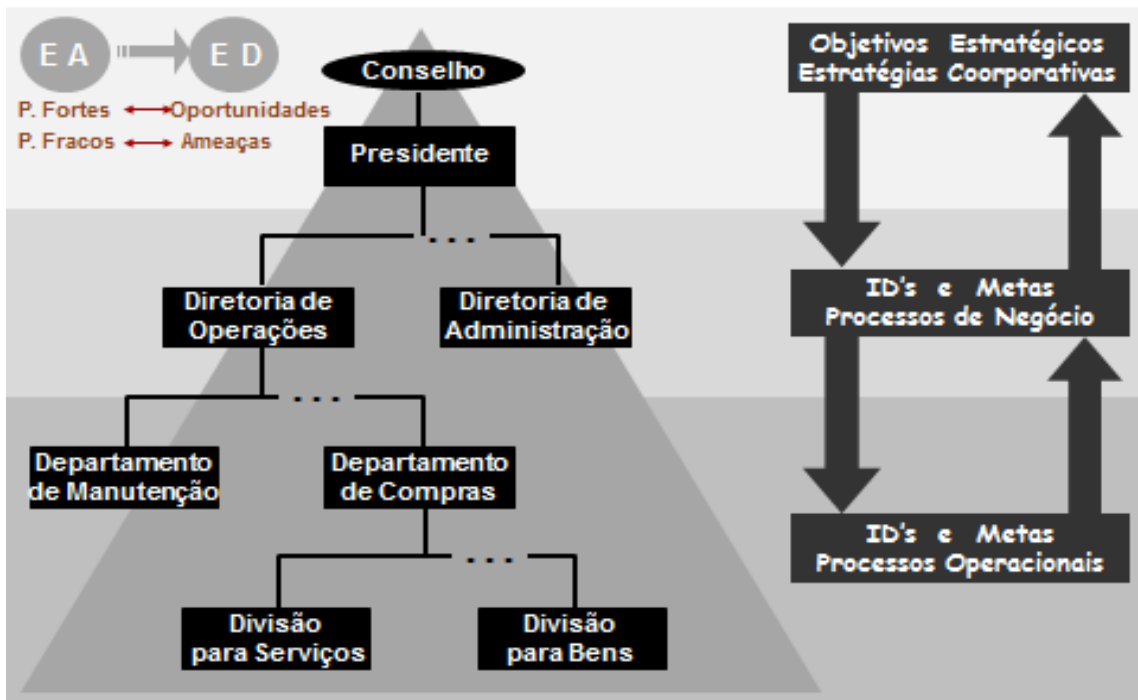 E A
E D
P. Fortes
Oportunidades
P. Fracos
Ameaças
Conselho
Presidente
. . .
Diretoria de
Operações
Diretoria de
Administração
. . .
Departamento
de Manutenção
Departamento
de Compras
. . .
Divisão
para Serviços
Divisão
para Bens
Objetivos Estratégicos
Estratégias Coorporativas
ID's e Metas
Processos de Negócio
ID's e Metas
Processos Operacionais